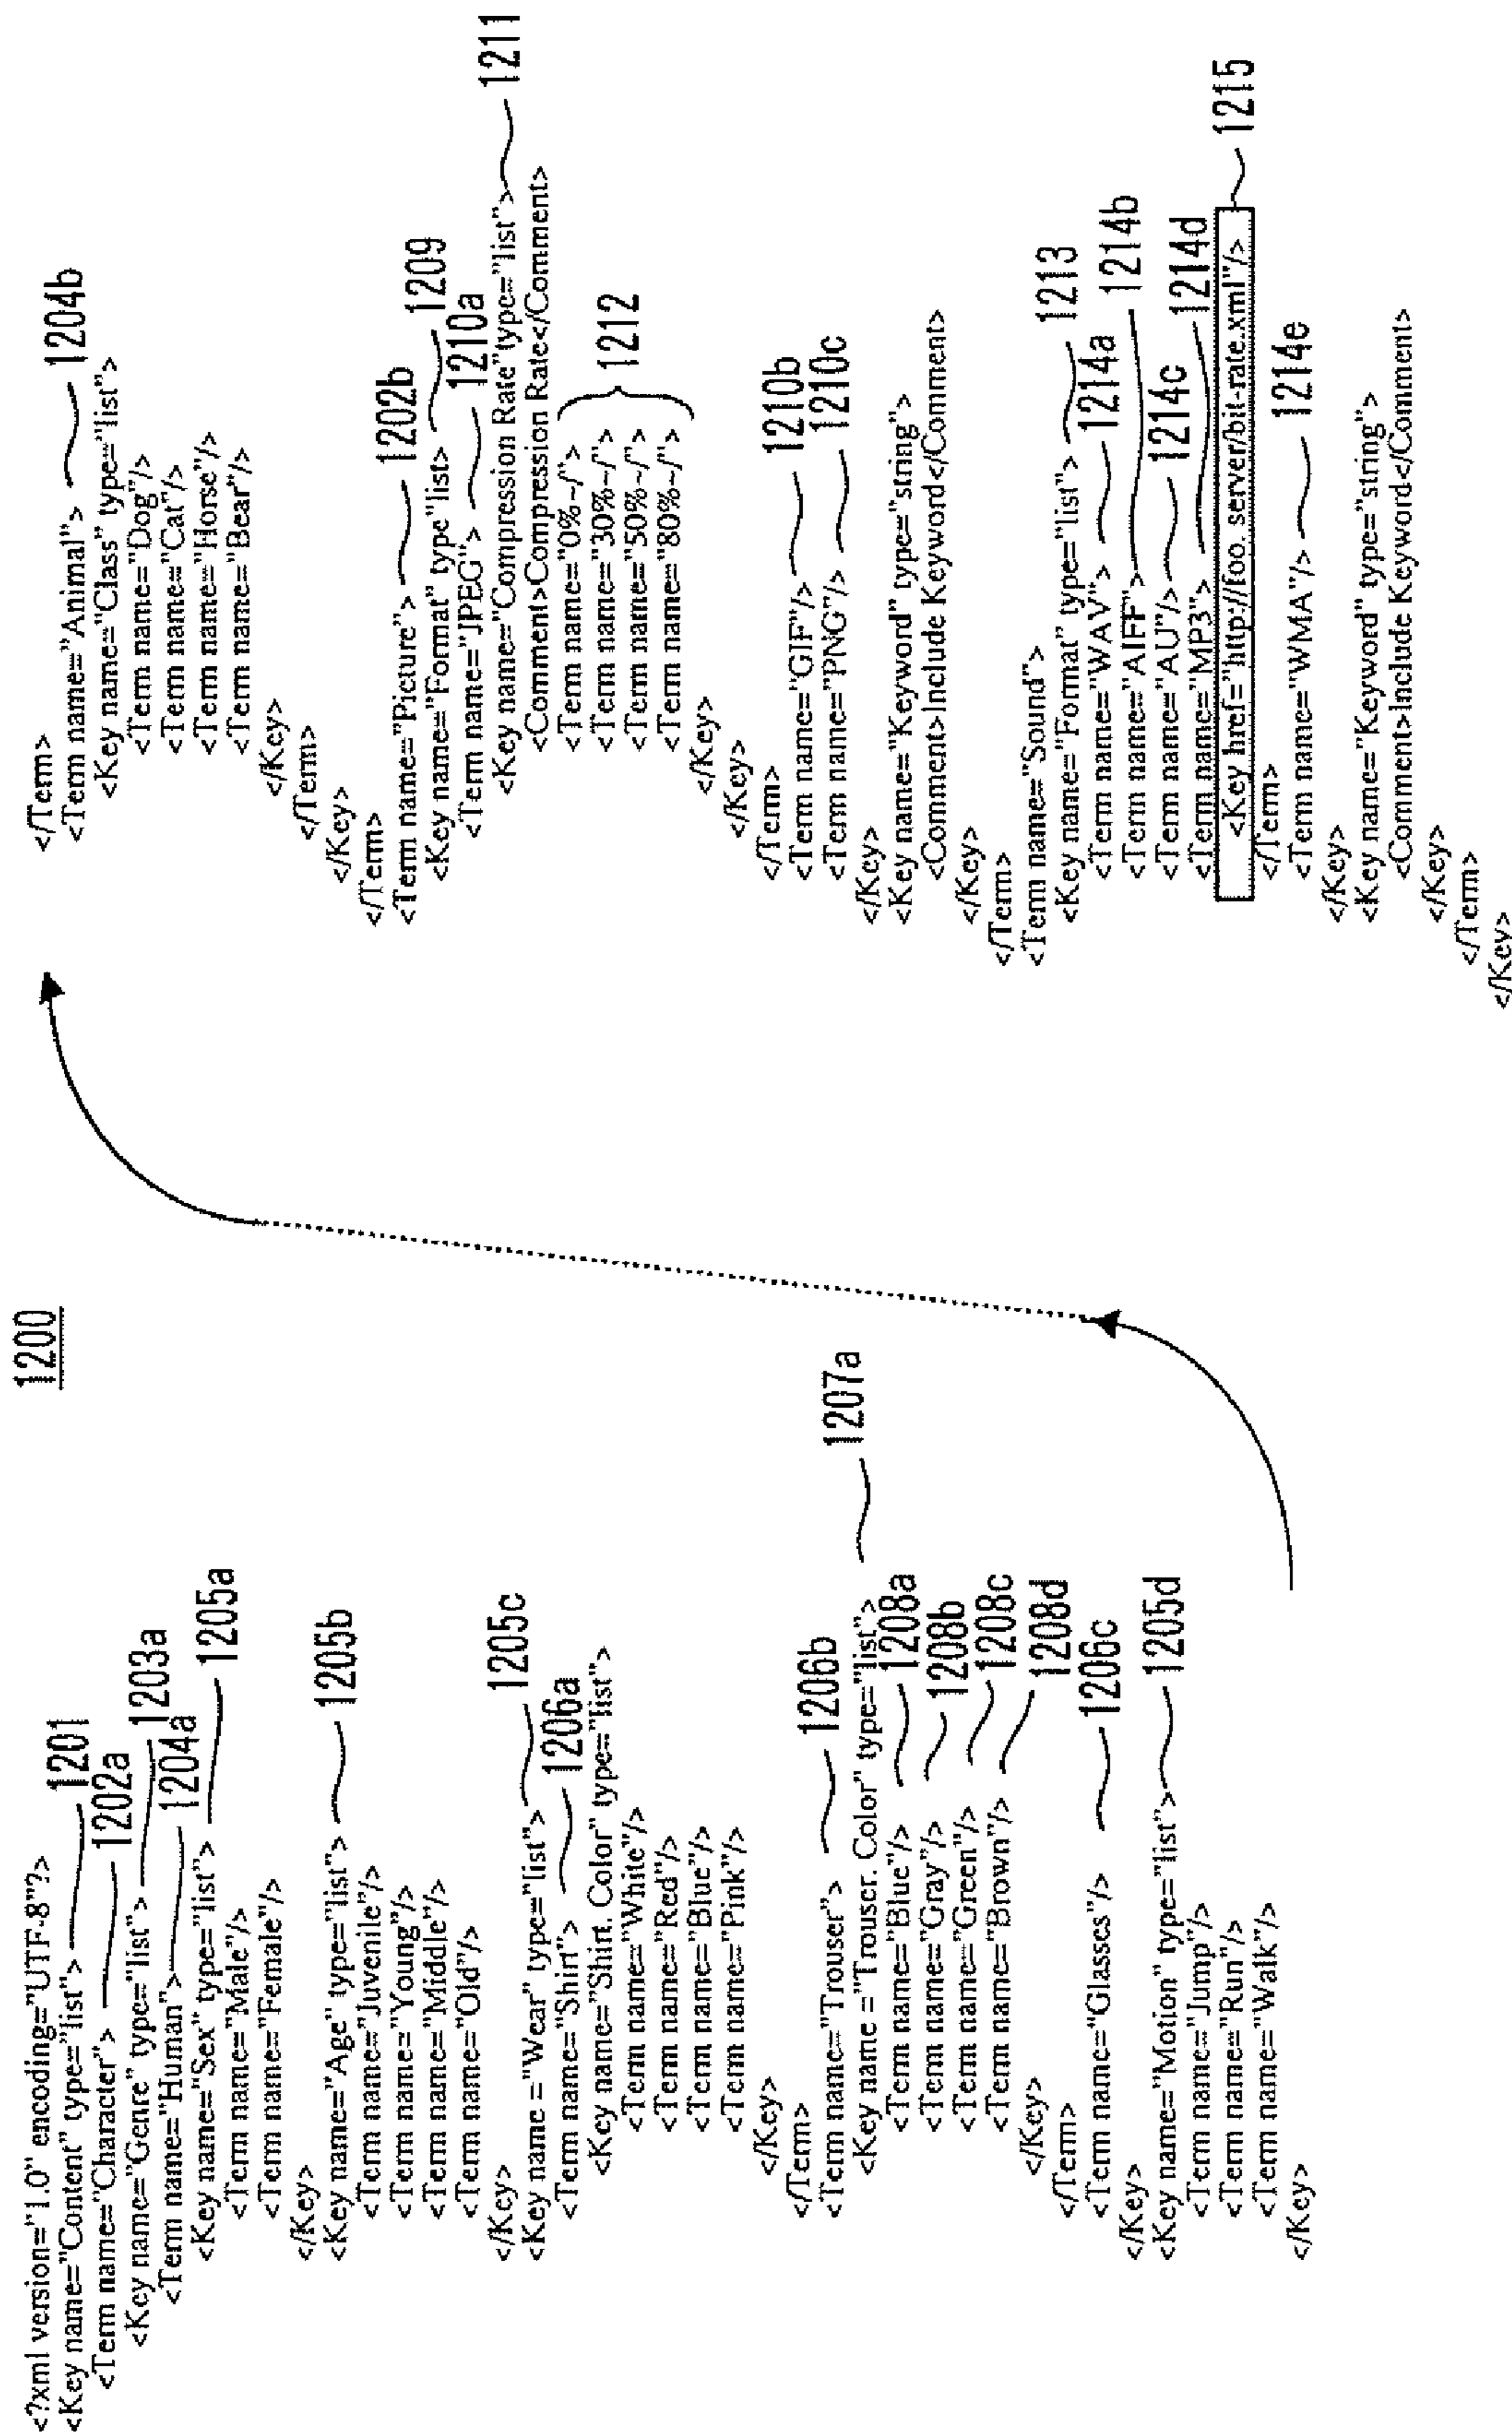 1200
<?xml version="1.0" encoding="UTF-8"?>
<Key name="Content" type="list"> 1201
<Term name="Character"> 1202a
<Key name="Genre" type="list"> 1203a
<Term name="Human"> 1204a
<Key name="Sex" type="list"> 1205a
<Term name="Male"/>
<Term name="Female"/>
</Key>
<Key name="Age" type="list"> 1205b
<Term name="Juvenile"/>
<Term name="Young"/>
<Term name="Middle"/>
<Term name="Old"/>
</Key>
<Key name ="Wear" type="list"> 1205c
<Term name="Shirt"> 1206a
<Key name="Shirt. Color" type="list">
<Term name="White"/>
<Term name="Red"/>
<Term name="Blue"/>
<Term name="Pink"/>
</Key>
</Term>
<Term name="Trouser"> 1206b
<Key name ="Trouser. Color" type="list"> 1207a
<Term name="Blue"/> 1208a
<Term name="Gray"/> 1208b
<Term name="Green"/> 1208c
<Term name="Brown"/> 1208d
</Key>
</Term>
<Term name="Glasses"/> 1206c
</Key>
<Key name="Motion" type="list"> 1205d
<Term name="Jump"/>
<Term name="Run"/>
<Term name="Walk"/>
</Key>
</Term>
<Term name="Animal"> 1204b
<Key name="Class" type="list">
<Term name="Dog"/>
<Term name="Cat"/>
<Term name="Horse"/>
<Term name="Bear"/>
</Key>
</Term>
</Key>
</Term>
<Term name="Picture"> 1202b
<Key name="Format" type"list> 1209
<Term name="JPEG"> 1210a
<Key name="Compression Rate"type="list"> 1211
<Comment>Compression Rate</Comment>
<Term name="0%~/">
<Term name="30%~/">
<Term name="50%~/"> 1212
<Term name="80%~/">
</Key>
</Key>
</Term>
<Term name="GIF"/> 1210b
<Term name="PNG"/> 1210c
</Key>
<Key name="Keyword" type="string">
<Comment>Include Keyword</Comment>
</Key>
</Term>
<Term name="Sound">
<Key name="Format" type="list"> 1213
<Term name="WAV"> 1214a
<Term name="AIFF"> 1214b
<Term name="AU"/> 1214c
<Term name="MP3"> 1214d
<Key href="http://foo. server/bit-rate.xml"/> 1215
</Term>
<Term name="WMA"/> 1214e
</Key>
<Key name="Keyword" type="string">
<Comment>Include Keyword</Comment>
</Key>
</Term>
</Key>